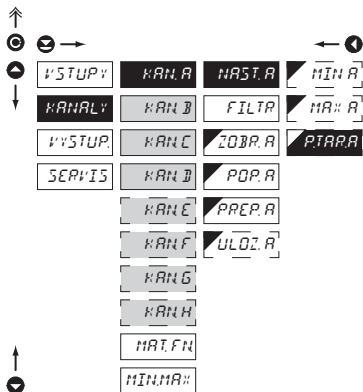 VSTUPY KAN. A NAST. A MIN A
KANALY KAN. B FILTR MAX A
VYSTUP. KAN. C ZOBR. A P.TAR.A
SERVIS KAN. D POP. A
KAN. E PREP. A
KAN. F ULOZ. A
KAN. G
KAN. H
MAT. FN.
MIN.MAX